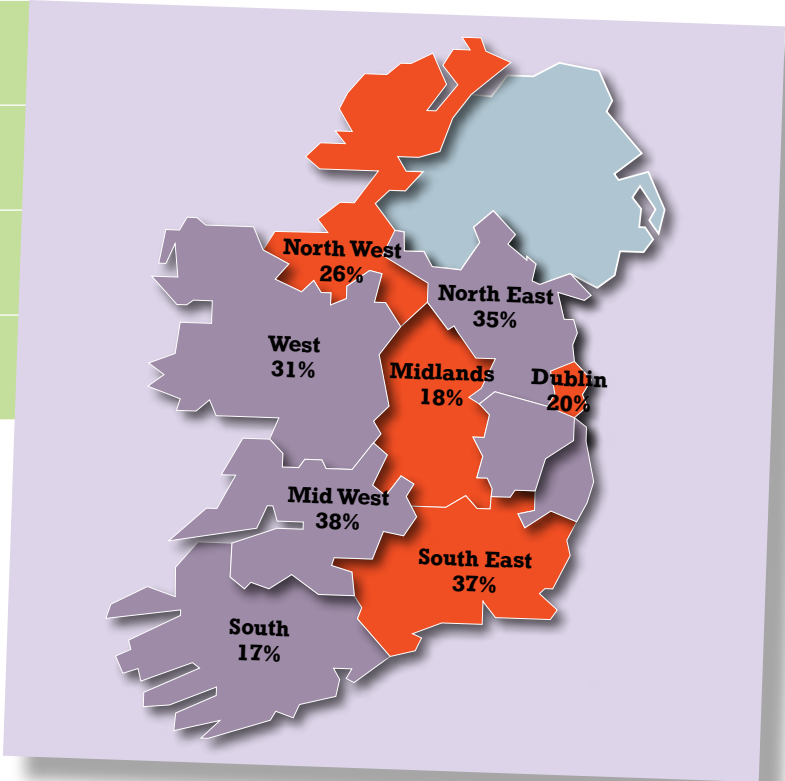 North West
26%
North East
35%
West
31%
Midlands
18%
Dublin
20%
Mid West
38%
South East
37%
South
17%